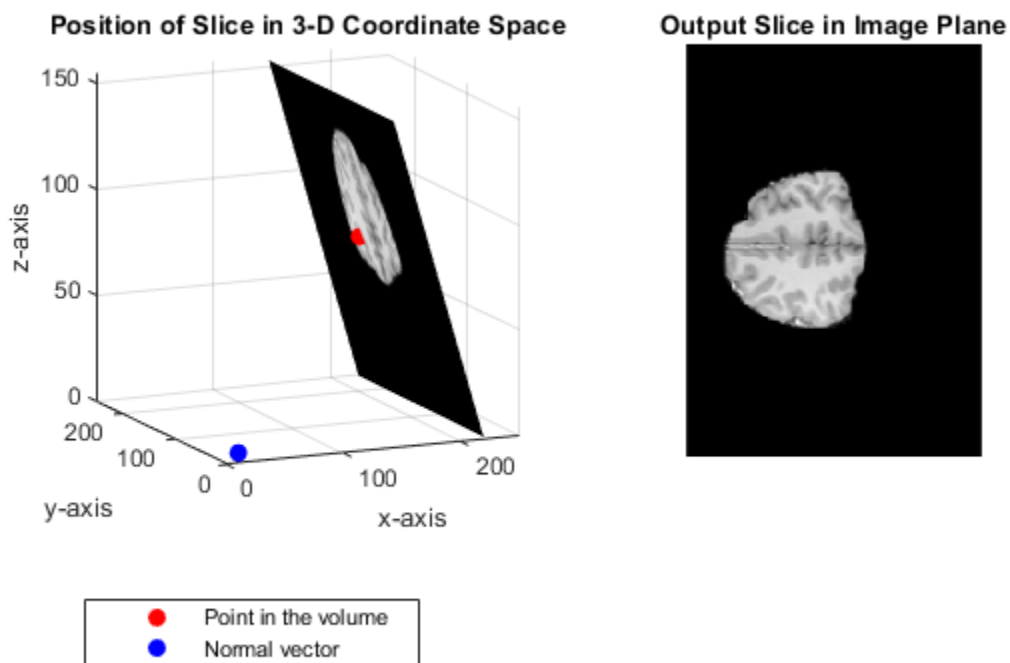 Position of Slice in 3-D Coordinate Space
Output Slice in Image Plane
150
100
50
0
z-axis
200
100
0
y-axis
0
100
200
x-axis
Point in the volume
Normal vector